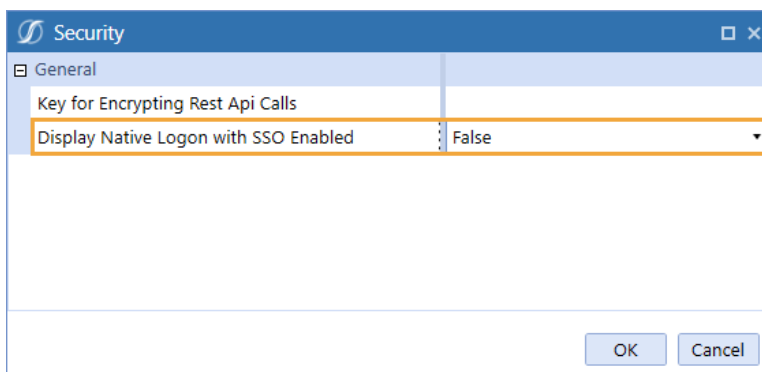 Security
General
Key for Encrypting Rest Api Calls
Display Native Logon with SSO Enabled False
OK Cancel